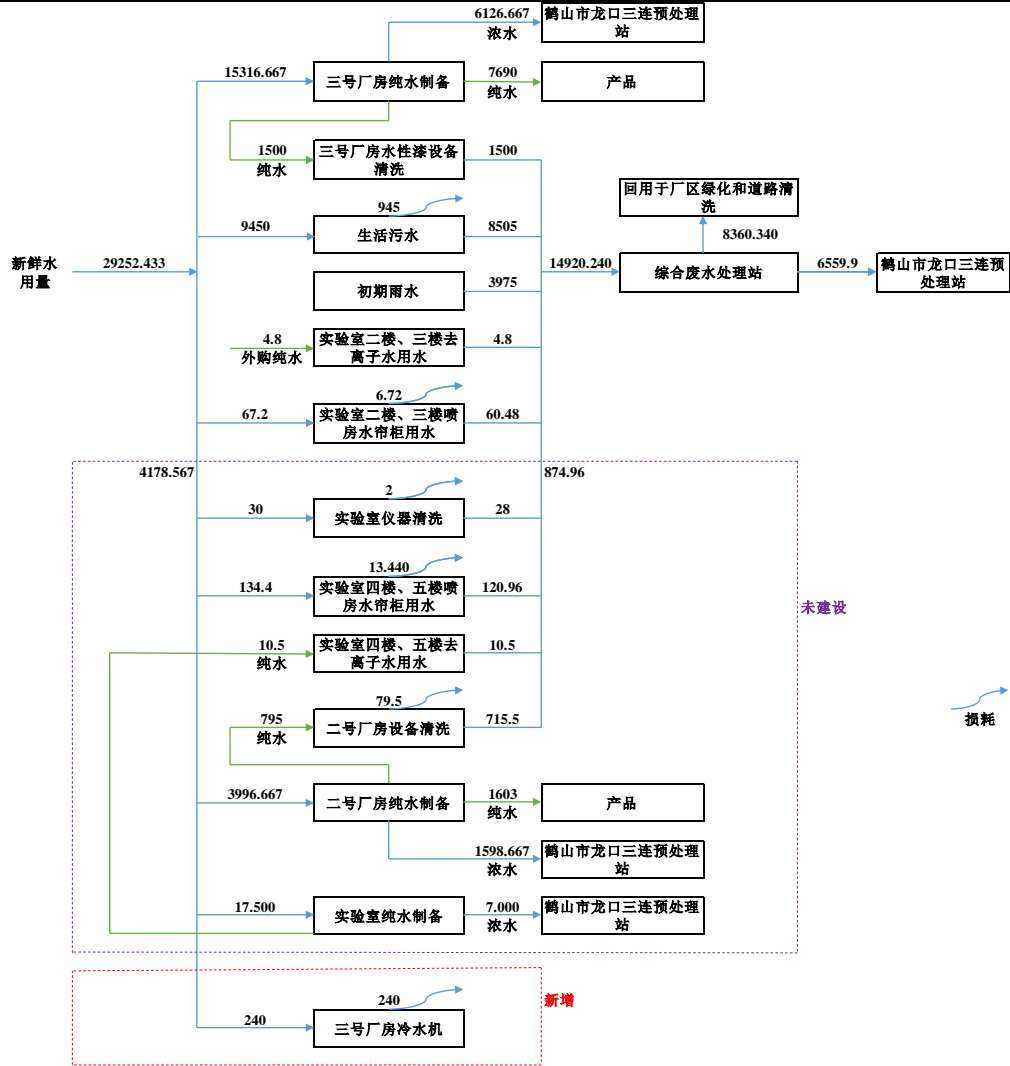 6126.667
浓水
鹤山市龙口三连预处理
站
15316.667
三号厂房纯水制备
7690
纯水
产品
1500
纯水
三号厂房水性漆设备
清洗
1500
945
9450
生活污水
8505
回用于厂区绿化和道路清
洗
8360.340
新鲜水
用量
29252.433
14920.240
综合废水处理站
6559.9
鹤山市龙口三连预
处理站
初期雨水
3975
4.8
外购纯水
实验室二楼、三楼去
离子水用水
4.8
6.72
67.2
实验室二楼、三楼喷
房水帘柜用水
60.48
4178.567
874.96
2
30
实验室仪器清洗
28
13.440
134.4
实验室四楼、五楼喷
房水帘柜用水
120.96
未建设
10.5
纯水
实验室四楼、五楼去
离子水用水
10.5
79.5
795
纯水
二号厂房设备清洗
715.5
损耗
3996.667
二号厂房纯水制备
1603
纯水
产品
1598.667
浓水
鹤山市龙口三连预处理
站
17.500
实验室纯水制备
7.000
浓水
鹤山市龙口三连预处理
站
新增
240
240
三号厂房冷水机